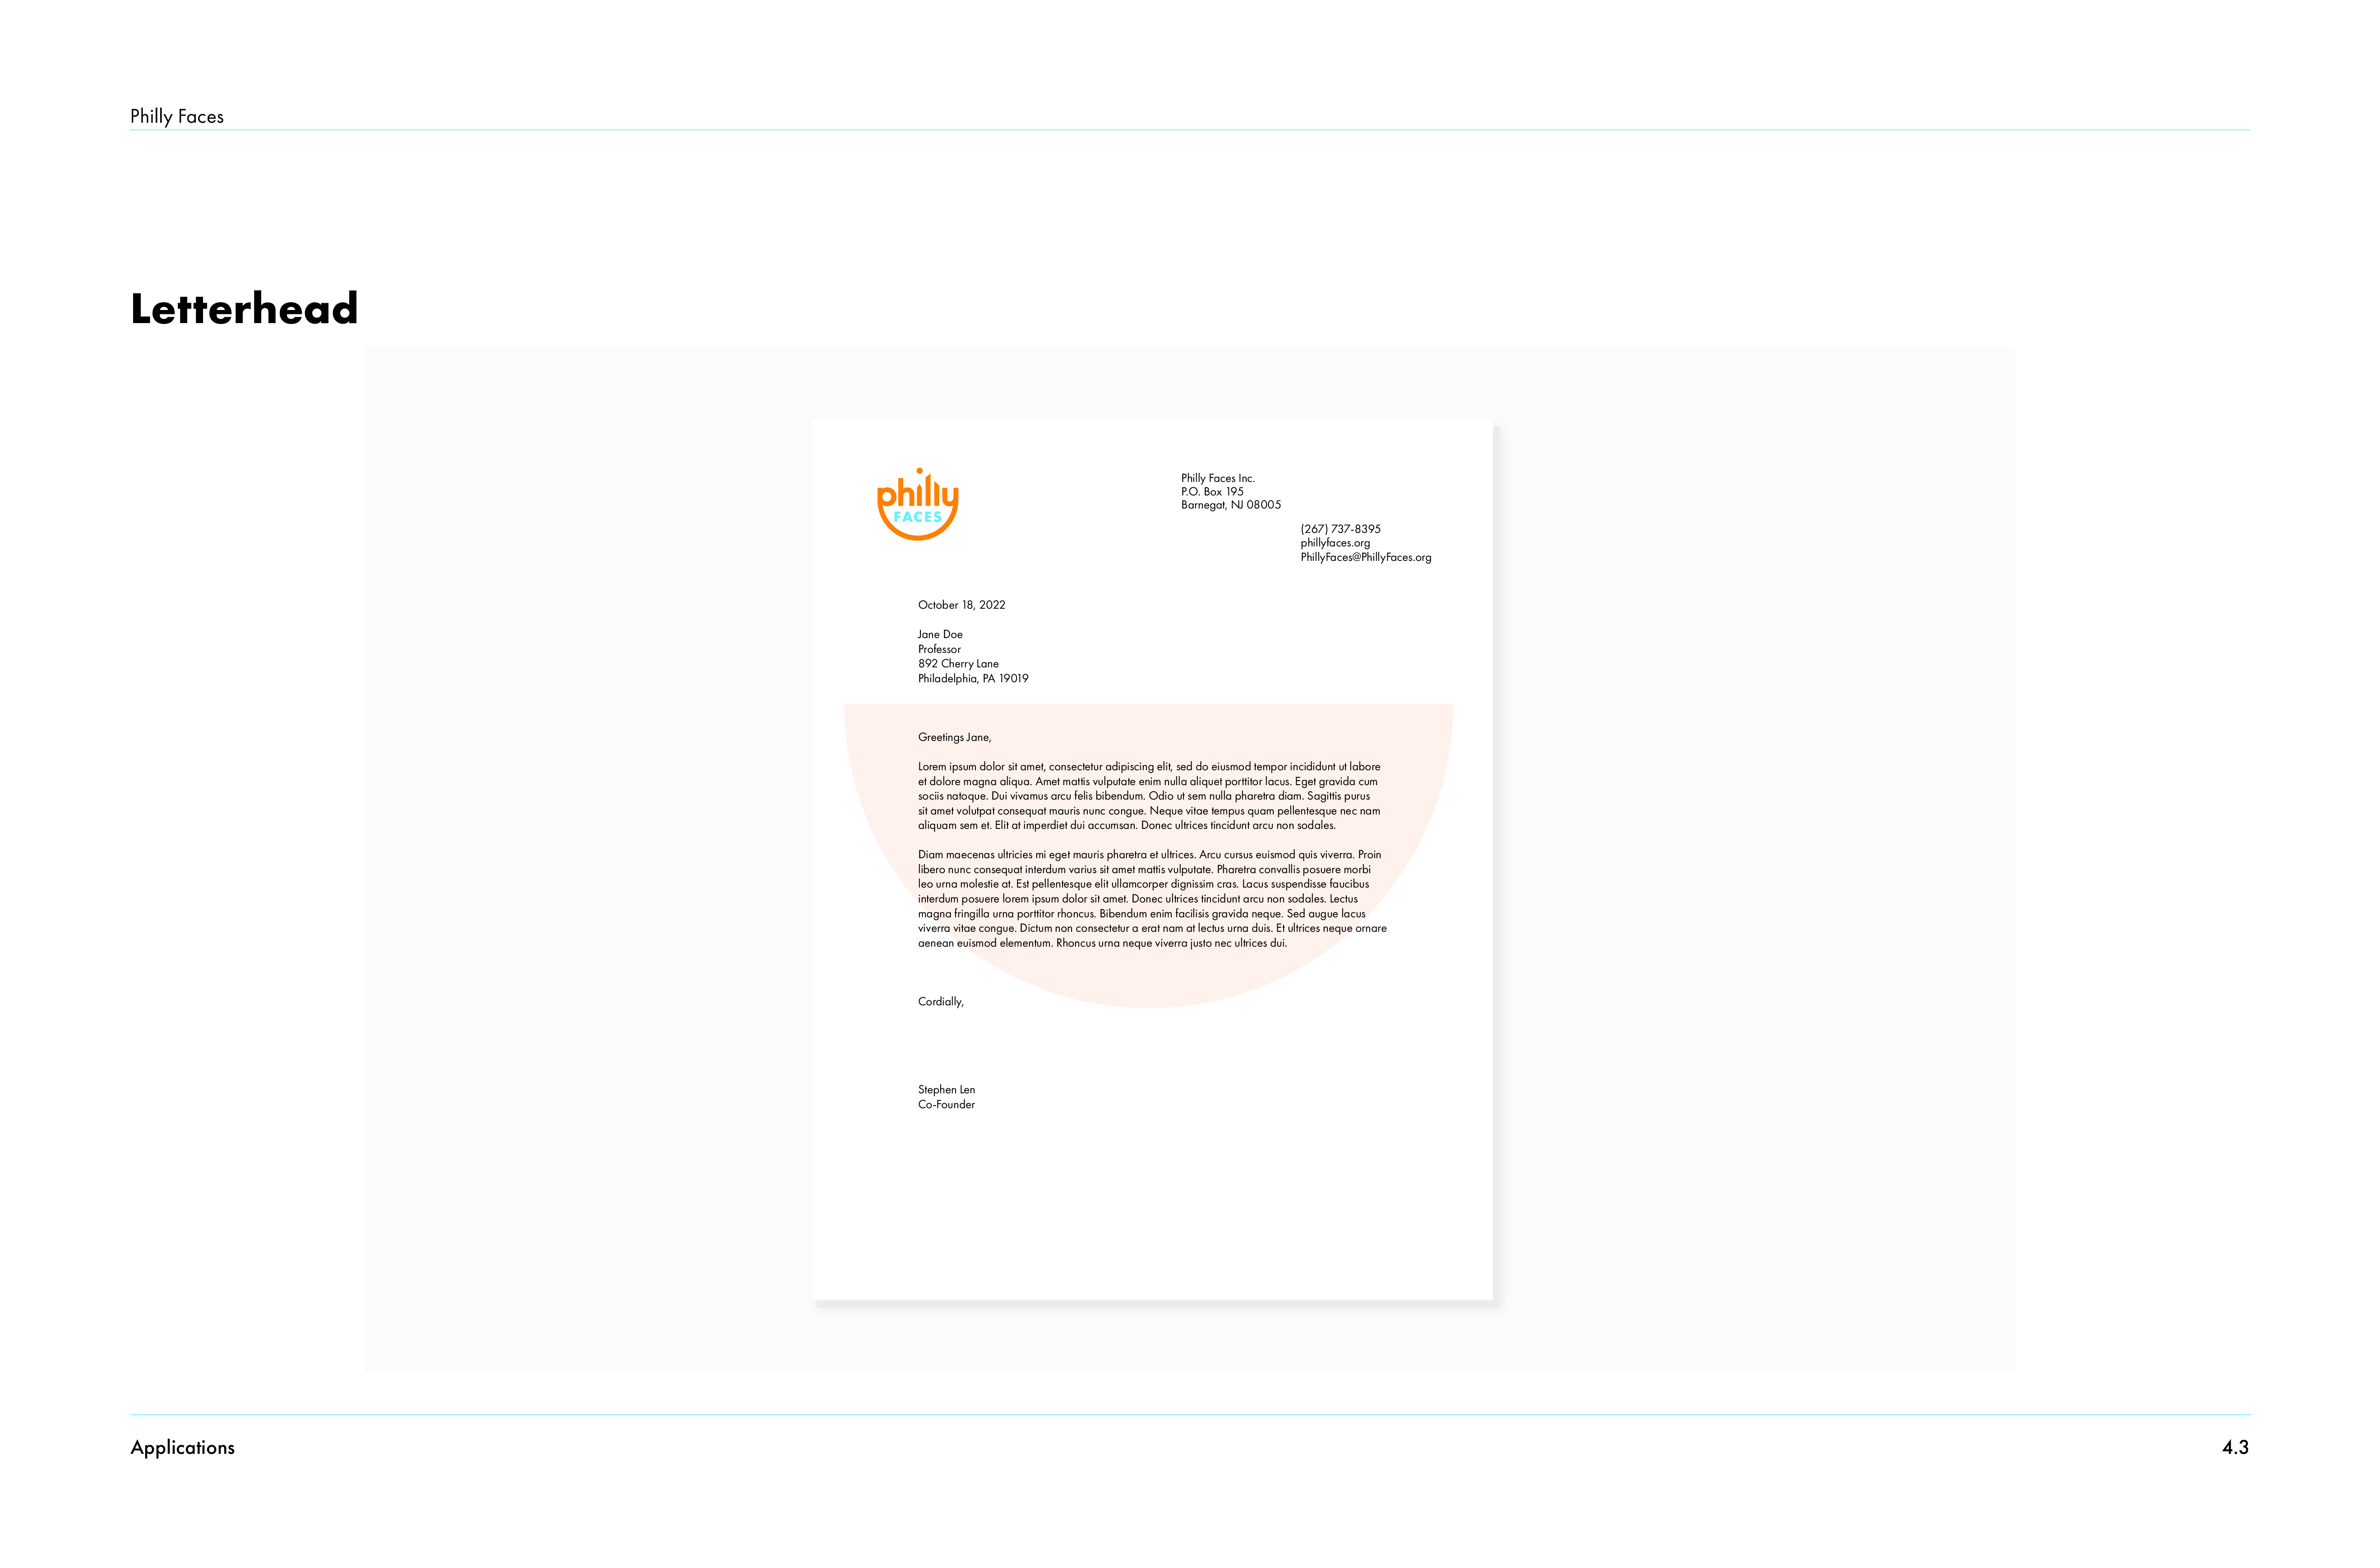 Philly Faces
Letterhead
philly
FACES
Philly Faces Inc.
P.O. Box 195
Barnegat, NJ 08005
(267) 737-8395
phillyfaces.org
PhillyFaces@PhillyFaces.org
October 18, 2022
Jane Doe
Professor
892 Cherry Lane
Philadelphia, PA 19019
Greetings Jane,
Lorem ipsum dolor sit amet, consectetur adipiscing elit, sed do eiusmod tempor incididunt ut labore
et dolore magna aliqua. Amet mattis vulputate enim nulla aliquet porttitor lacus. Eget gravida cum
sociis natoque. Dui vivamus arcu felis bibendum. Odio ut sem nulla pharetra diam. Sagittis purus
sit amet volutpat consequat mauris nunc congue. Neque vitae tempus quam pellentesque nec nam
aliquam sem et. Elit at imperdiet dui accumsan. Donec ultrices tincidunt arcu non sodales.
Diam maecenas ultricies mi eget mauris pharetra et ultrices. Arcu cursus euismod quis viverra. Proin
libero nunc consequat interdum varius sit amet mattis vulputate. Pharetra convallis posuere morbi
leo urna molestie at. Est pellentesque elit ullamcorper dignissim cras. Lacus suspendisse faucibus
interdum posuere lorem ipsum dolor sit amet. Donec ultrices tincidunt arcu non sodales. Lectus
magna fringilla urna porttitor rhoncus. Bibendum enim facilisis gravida neque. Sed augue lacus
viverra vitae congue. Dictum non consectetur a erat nam at lectus urna duis. Et ultrices neque ornare
aenean euismod elementum. Rhoncus urna neque viverra justo nec ultrices dui.
Cordially,
Stephen Len
Co-Founder
Applications
4.3